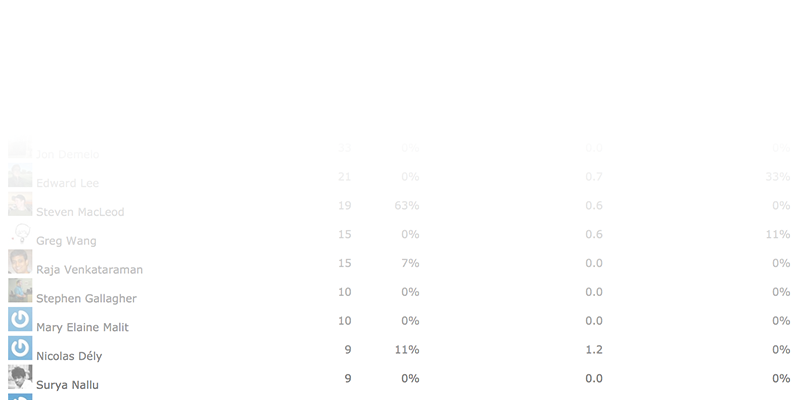 Jon Daniels 21 0% 0.2 0%
Edward Lee 21 0% 0.7 33%
Steven MacLeod 19 63% 0.6 0%
Greg Wang 15 0% 0.6 11%
Raja Venkataraman 15 7% 0.0 0%
Stephen Gallagher 10 0% 0.0 0%
Mary Elaine Malit 10 0% 0.0 0%
Nicolas Dély 9 11% 1.2 0%
Surya Nallu 9 0% 0.0 0%